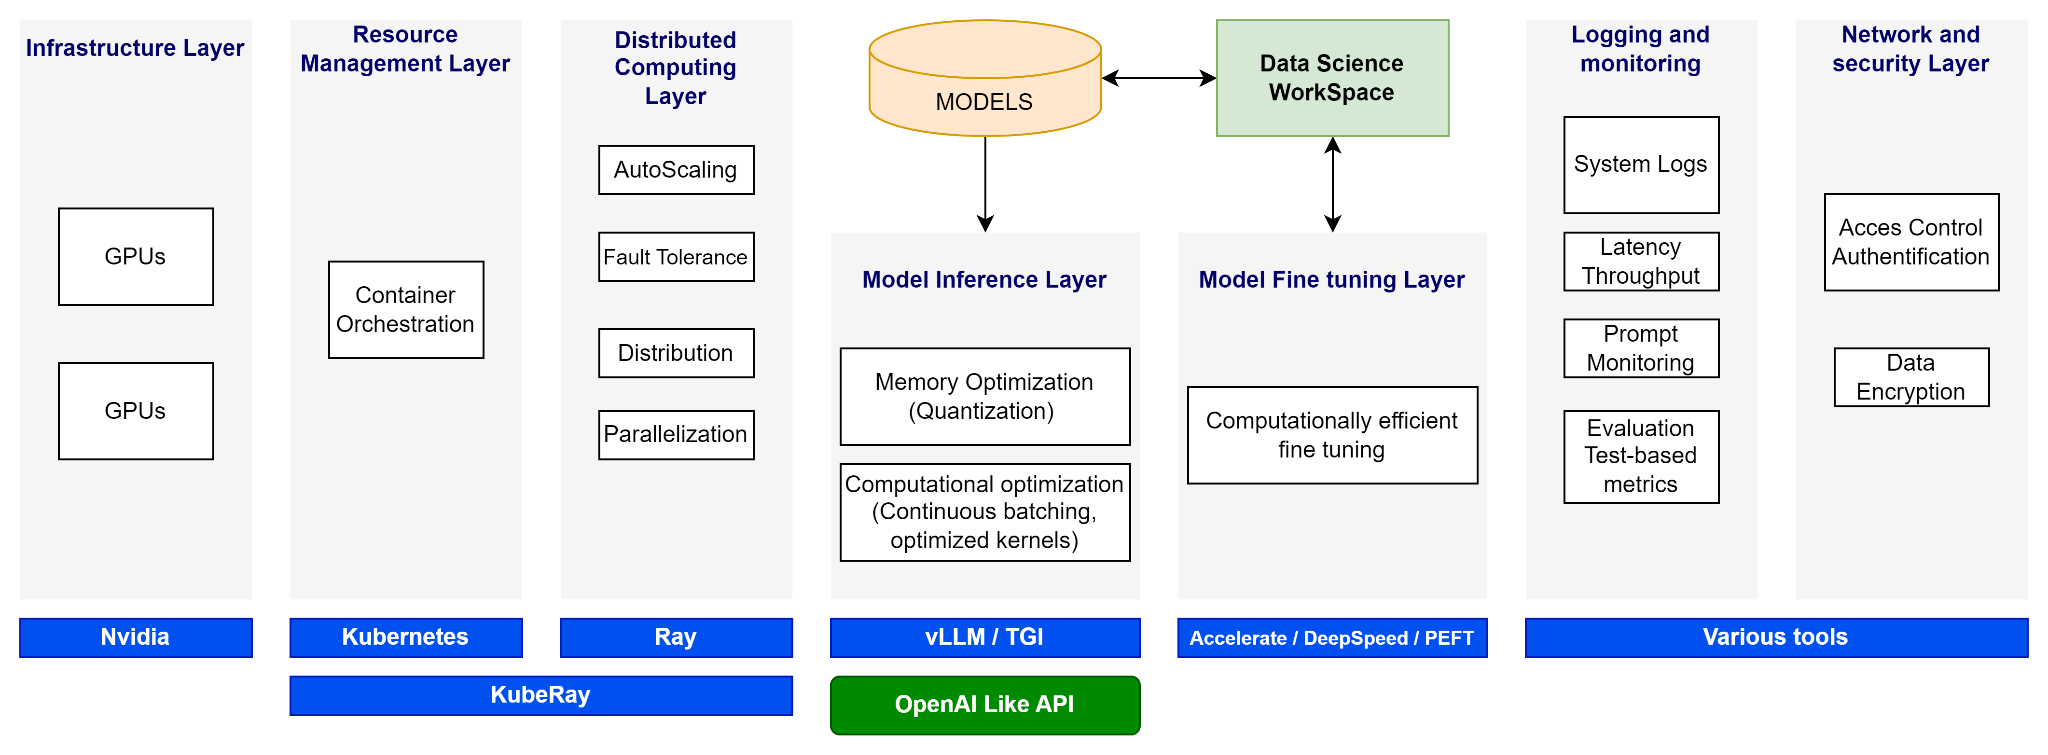 Infrastructure Layer
GPUs
GPUs
Nvidia
Resource
Management Layer
Container
Orchestration
Kubernetes
Distributed
Computing
Layer
AutoScaling
Fault Tolerance
Distribution
Parallelization
Ray
KubeRay
MODELS
Data Science
WorkSpace
Model Inference Layer
Memory Optimization
(Quantization)
Computational optimization
(Continuous batching,
optimized kernels)
vLLM / TGI
OpenAI Like API
Model Fine tuning Layer
Computationally efficient
fine tuning
Accelerate / DeepSpeed / PEFT
Logging and
monitoring
System Logs
Latency
Throughput
Prompt
Monitoring
Evaluation
Test-based
metrics
Network and
security Layer
Acces Control
Authentification
Data
Encryption
Various tools